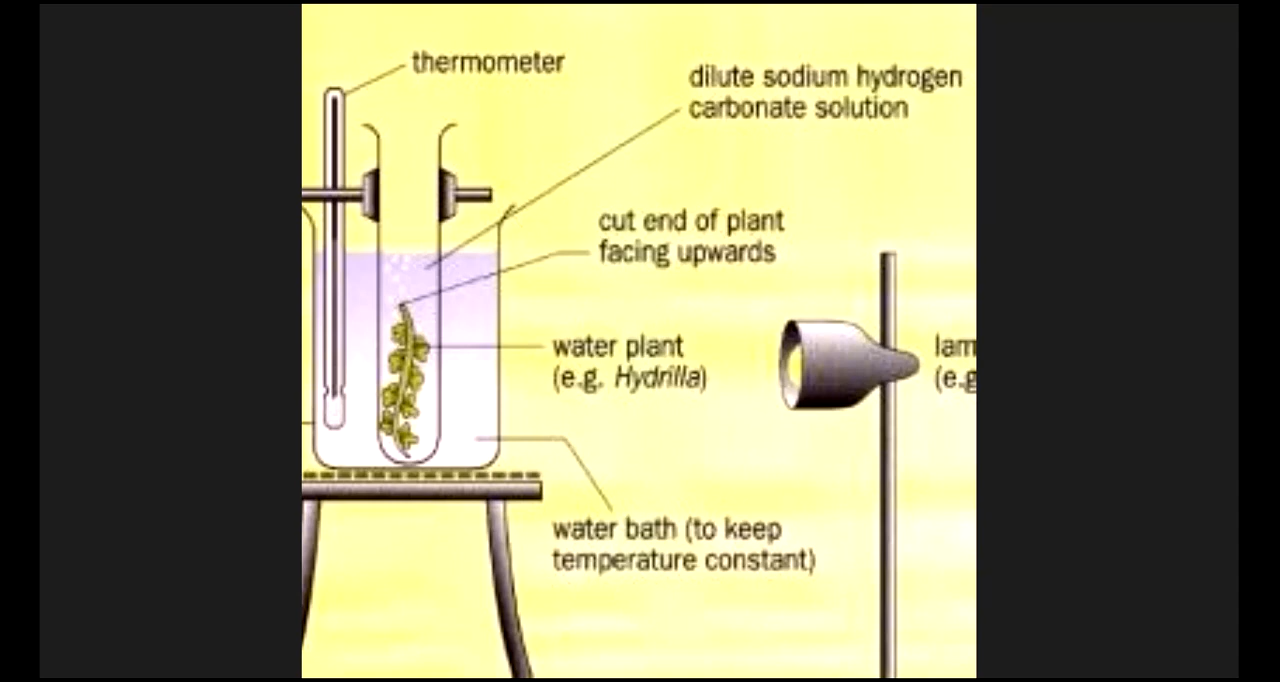 thermometer
dilute sodium hydrogen
carbonate solution
cut end of plant
facing upwards
water plant
(e.g. Hydrilla)
lam
(e.g
water bath (to keep
temperature constant)